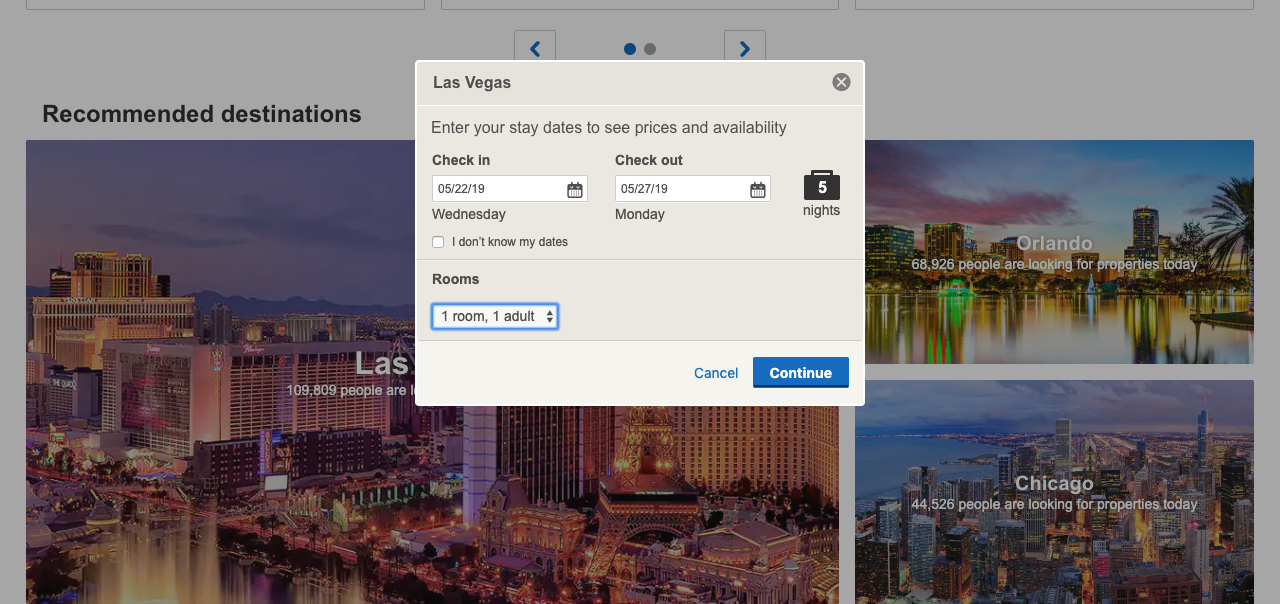 Las Vegas
Recommended destinations
Enter your stay dates to see prices and availability
Check in
Check out
05/22/19
05/27/19
5
nights
Wednesday
Monday
I don't know my dates
Rooms
1 room, 1 adult
Cancel
Continue
Las
109,809 people are l
VENETIAN
Orlando
68,926 people are looking for properties today
Chicago
44,526 people are looking for properties today